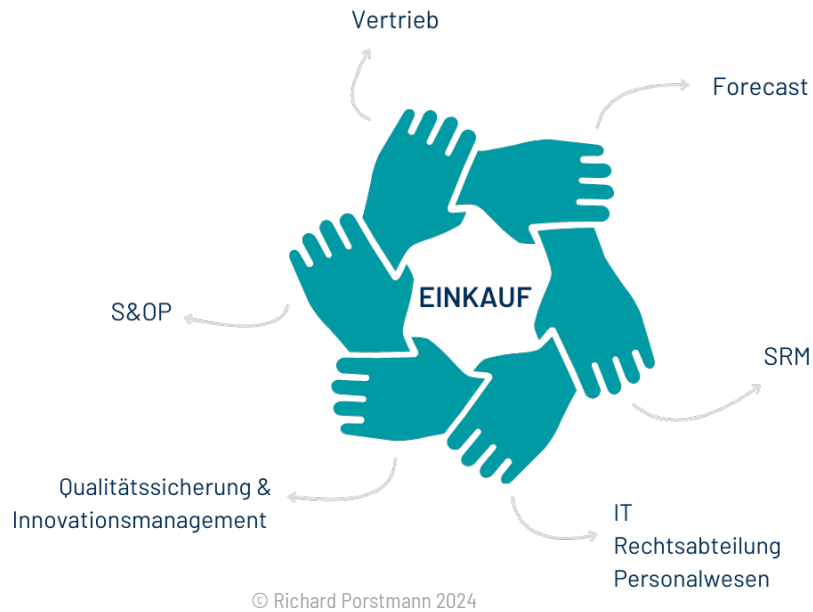 Vertrieb
Forecast
EINKAUF
S&OP
SRM
Qualitätssicherung &
Innovationsmanagement
IT
Rechtsabteilung
Personalwesen
© Richard Porstmann 2024